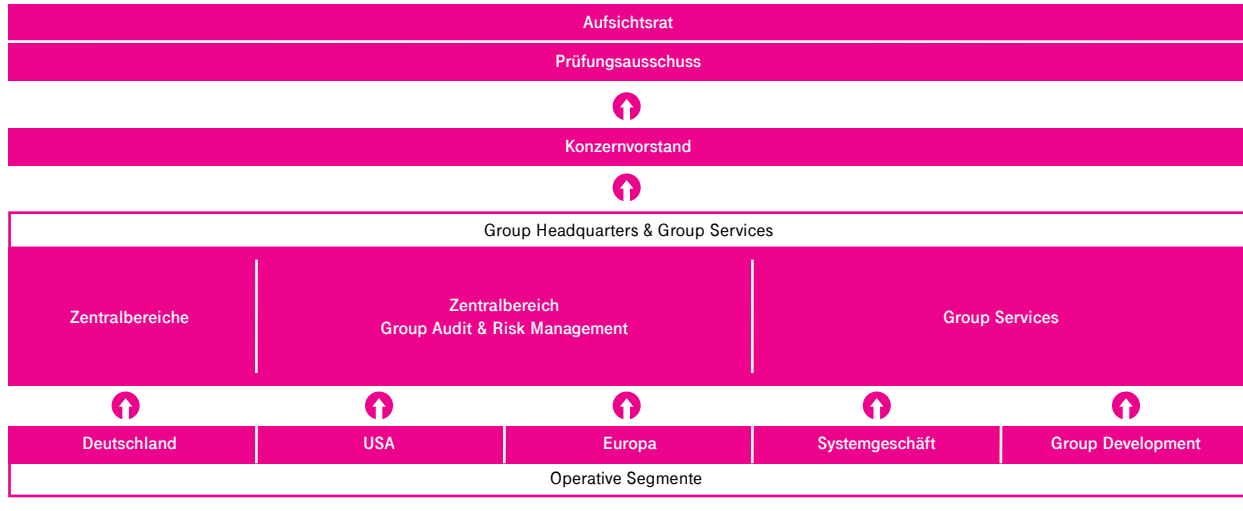 Aufsichtsrat
Prüfungsausschuss
Konzernvorstand
Group Headquarters & Group Services
Zentralbereiche
Zentralbereich
Group Audit & Risk Management
Group Services
Deutschland
USA
Europa
Systemgeschäft
Group Development
Operative Segmente